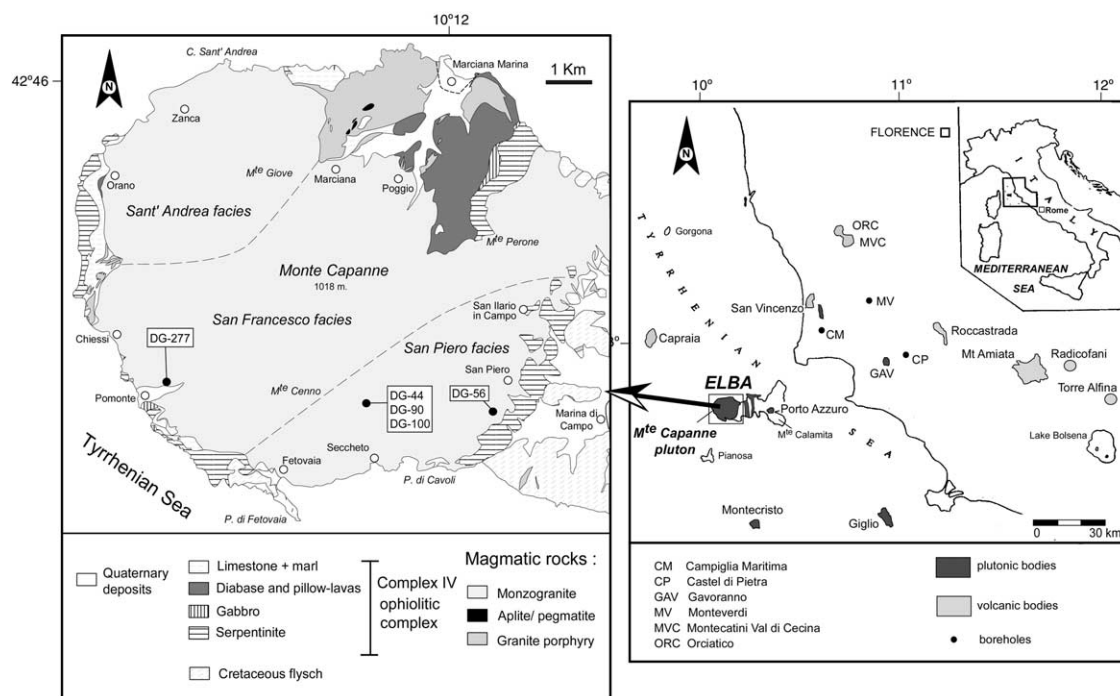 10°12
42°46
C. Sant' Andrea
Marciana Marina
1 Km
N
Zanca
Orano
Mte Giove
Marciana
Poggio
Sant' Andrea facies
Mte Perone
Monte Capanne
1018 m.
San Francesco facies
San Ilario
in Campo
Chiessi
DG-277
San Piero facies
San Piero
Mte Cenno
DG-44
DG-90
DG-100
DG-56
Pomonte
Marina di
Campo
Seccheto
Fetovaia
P. di Cavoli
Tyrrhenian Sea
P. di Fetovaia
Quaternary
deposits
Limestone + marl
Diabase and pillow-lavas
Gabbro
Serpentinite
Cretaceous flysch
Complex IV
ophiolitic
complex
Magmatic rocks :
Monzogranite
Aplite/ pegmatite
Granite porphyry
10°
11°
12°
N
FLORENCE
ITALY
Rome
MEDITERRANEAN
SEA
TYRRHENIAN
SEA
Gorgona
ORC
MVC
San Vincenzo
MV
CM
Capraia
Roccastrada
CP
GAV
Mt Amiata
Radicofani
Torre Alfina
ELBA
Porto Azzuro
Mte Capanne
pluton
Mte Calamita
Pianosa
Lake Bolsena
Montecristo
Giglio
0 30 km
CM Campiglia Maritima
CP Castel di Pietra
GAV Gavoranno
MV Monteverdi
MVC Montecatini Val di Cecina
ORC Orciatico
plutonic bodies
volcanic bodies
boreholes